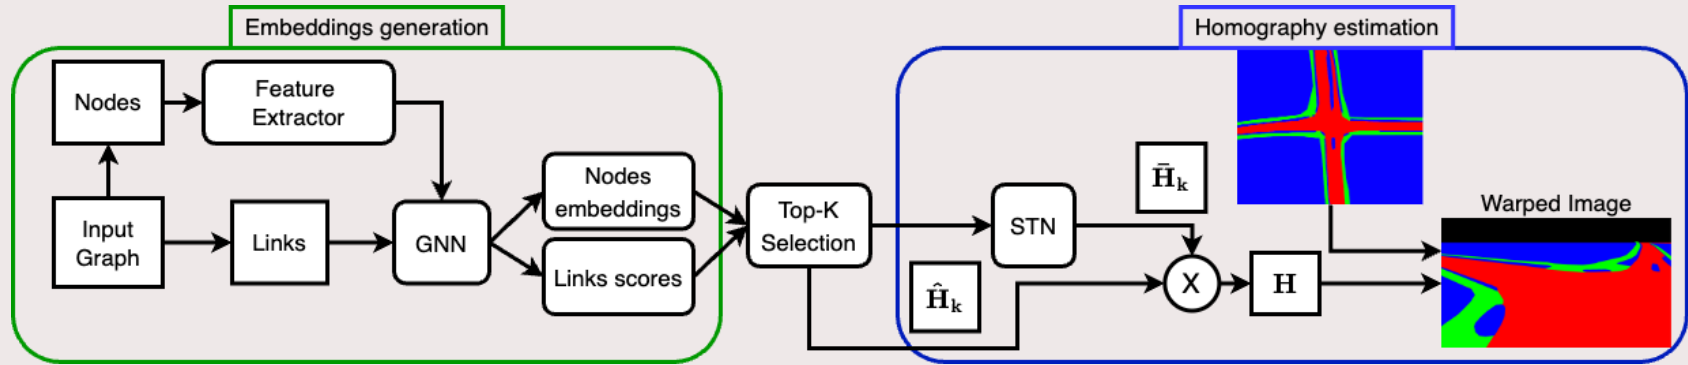 Embeddings generation
Homography estimation
Nodes
Feature
Extractor
Input
Graph
Links
GNN
Nodes
embeddings
Links scores
Top-K
Selection
STN
H̄ₖ
Ĥₖ
X
H
Warped Image